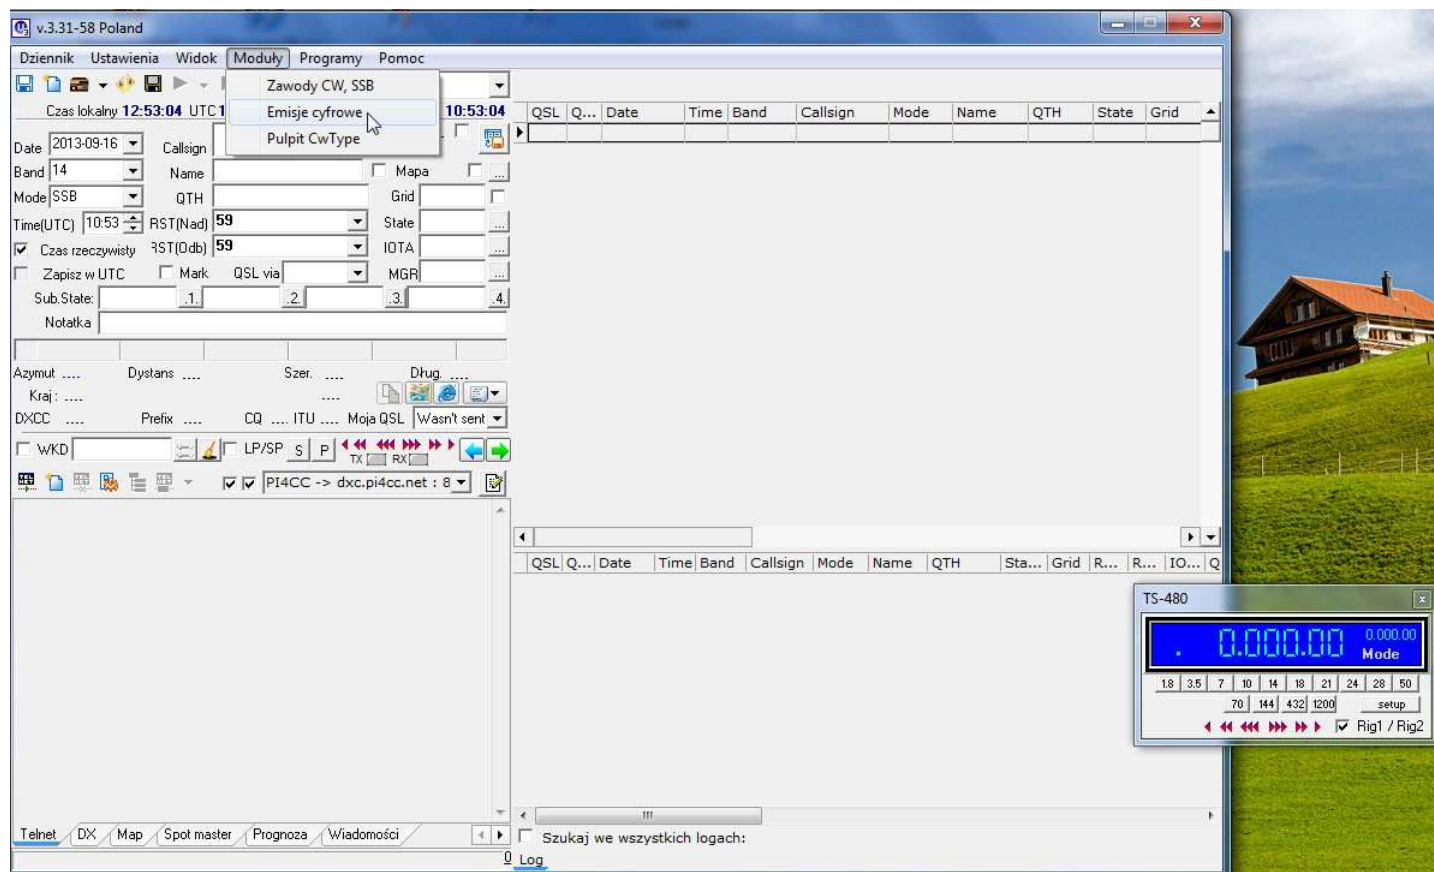 v.3.31-58 Poland
Dziennik Ustawienia Widok Moduły Programy Pomoc
Zawody CW, SSB
Emisje cyfrowe
Pulpit CwType
Czas lokalny 12:53:04 UTC 1 10:53:04
Date 2013-09-16 Callsign
Band 14 Name Mapa ...
Mode SSB QTH Grid
Time(UTC) 10:53 RST(Nad) 59 State ...
Czas rzeczywisty RST(Odb) 59 IOTA ...
Zapisz w UTC Mark QSL via MGR ...
Sub.State: .1. .2. .3. .4.
Notatka
Azymut .... Dystans .... Szer. .... Dług. ....
Kraj : .... ....
DXCC .... Prefix .... CQ .... ITU .... Moja QSL Wasn't sent
WKD LP/SP S P TX RX
PI4CC -> dxc.pi4cc.net : 8
Telnet DX Map Spot master Prognoza Wiadomości
0
QSL Q... Date Time Band Callsign Mode Name QTH State Grid
QSL Q... Date Time Band Callsign Mode Name QTH Sta... Grid R... R... IO... Q
Szukaj we wszystkich logach:
Log
TS-480
. 0.000.00 0.000.00
Mode
1.8 3.5 7 10 14 18 21 24 28 50
70 144 432 1200 setup
Rig1 / Rig2